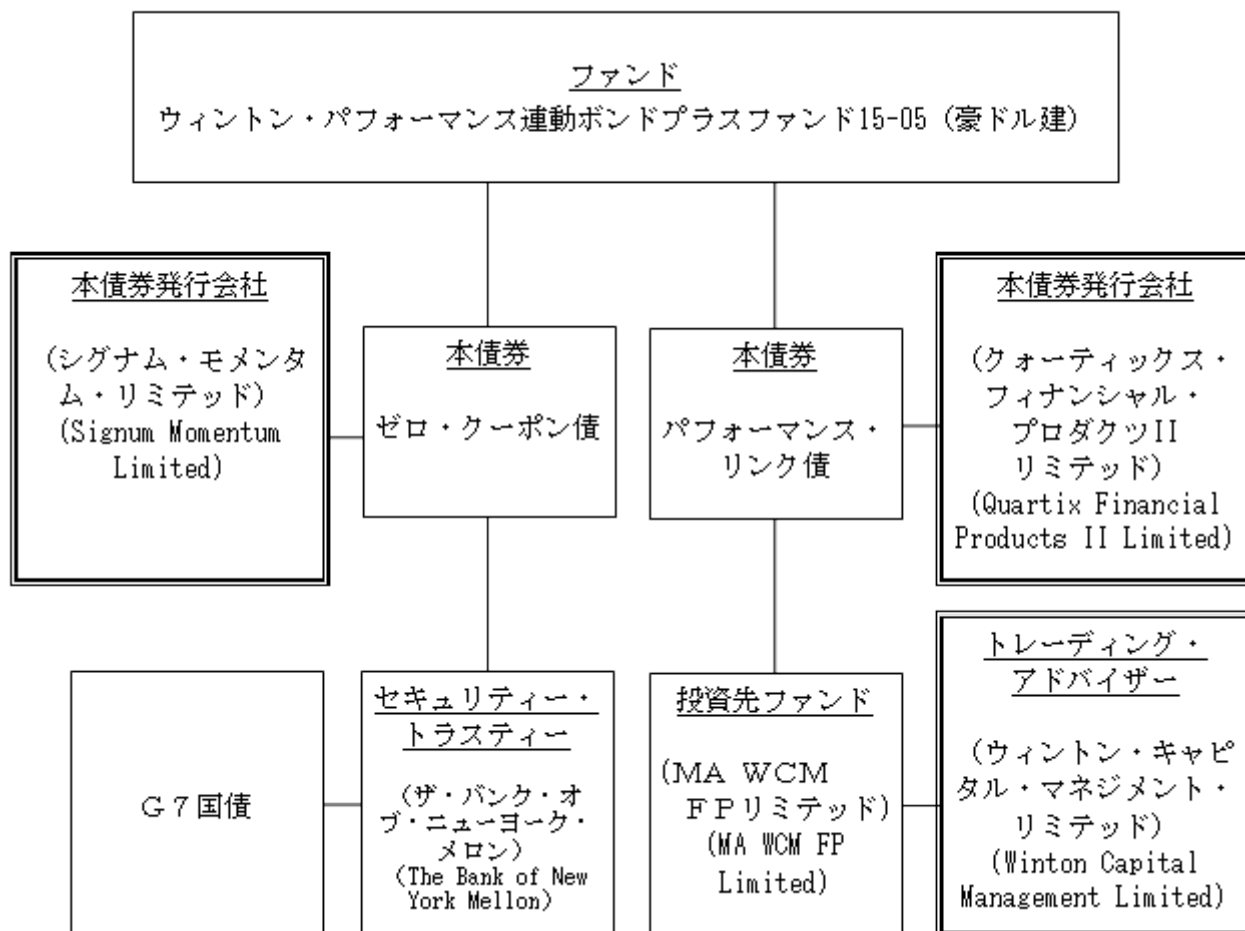 ファンド
ウィントン・パフォーマンス連動ボンドプラスファンド15-05 (豪ドル建)
本債券発行会社
(シグナム・モメンタ
ム・リミテッド)
(Signum Momentum
Limited)
本債券
ゼロ・クーポン債
本債券
パフォーマンス・
リンク債
本債券発行会社
(クォーティックス・
フィナンシャル・
プロダクツII
リミテッド)
(Quartix Financial
Products II Limited)
G7国債
セキュリティー・
トラスティー
(ザ・バンク・オ
ブ・ニューヨーク・
メロン)
(The Bank of New
York Mellon)
投資先ファンド
(MA WCM
FPリミテッド)
(MA WCM FP
Limited)
トレーディング・
アドバイザー
(ウィントン・キャピ
タル・マネジメント・
リミテッド)
(Winton Capital
Management Limited)